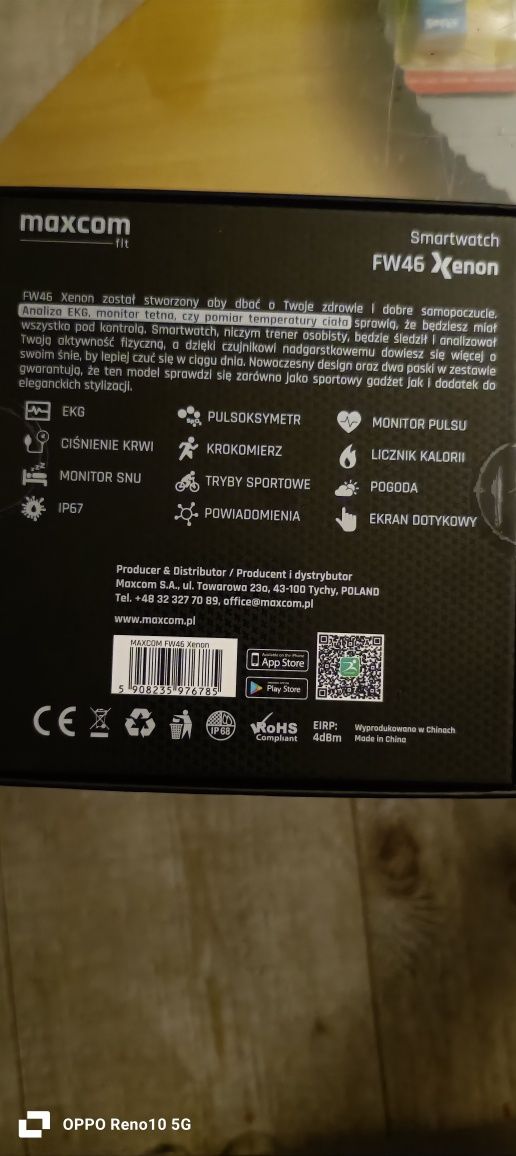 maxcom
fit
Smartwatch
FW46 Xenon
FW46 Xenon został stworzony aby dbać o Twoje zdrowie i dobre samopoczucie.
Analiza EKG, monitor tetna, czy pomiar temperatury ciała sprawią, że będziesz miał
wszystko pod kontrolą. Smartwatch, niczym trener osobisty, będzie śledził i analizował
Twoją aktywność fizyczną, a dzięki czujnikowi nadgarstkowemu dowiesz się więcej o
swoim śnie, by lepiej czuć się w ciągu dnia. Nowoczesny design oraz dwa paski w zestawie
gwarantują, że ten model sprawdzi się zarówno jako sportowy gadżet jak i dodatek do
eleganckich stylizacji.
EKG
PULSOKSYMETR
MONITOR PULSU
CIŚNIENIE KRWI
KROKOMIERZ
LICZNIK KALORII
MONITOR SNU
TRYBY SPORTOWE
POGODA
IP67
POWIADOMIENIA
EKRAN DOTYKOWY
Producer & Distributor / Producent i dystrybutor
Maxcom S.A., ul. Towarowa 23a, 43-100 Tychy, POLAND
Tel. +48 32 327 70 89, office@maxcom.pl
www.maxcom.pl
MAXCOM FW46 Xenon
5 908235 976785
Available on the iPhone
App Store
Play Store
CE
IP 68
RoHS
Compliant
EIRP:
4dBm
Wyprodukowano w Chinach
Made in China
OPPO Reno10 5G